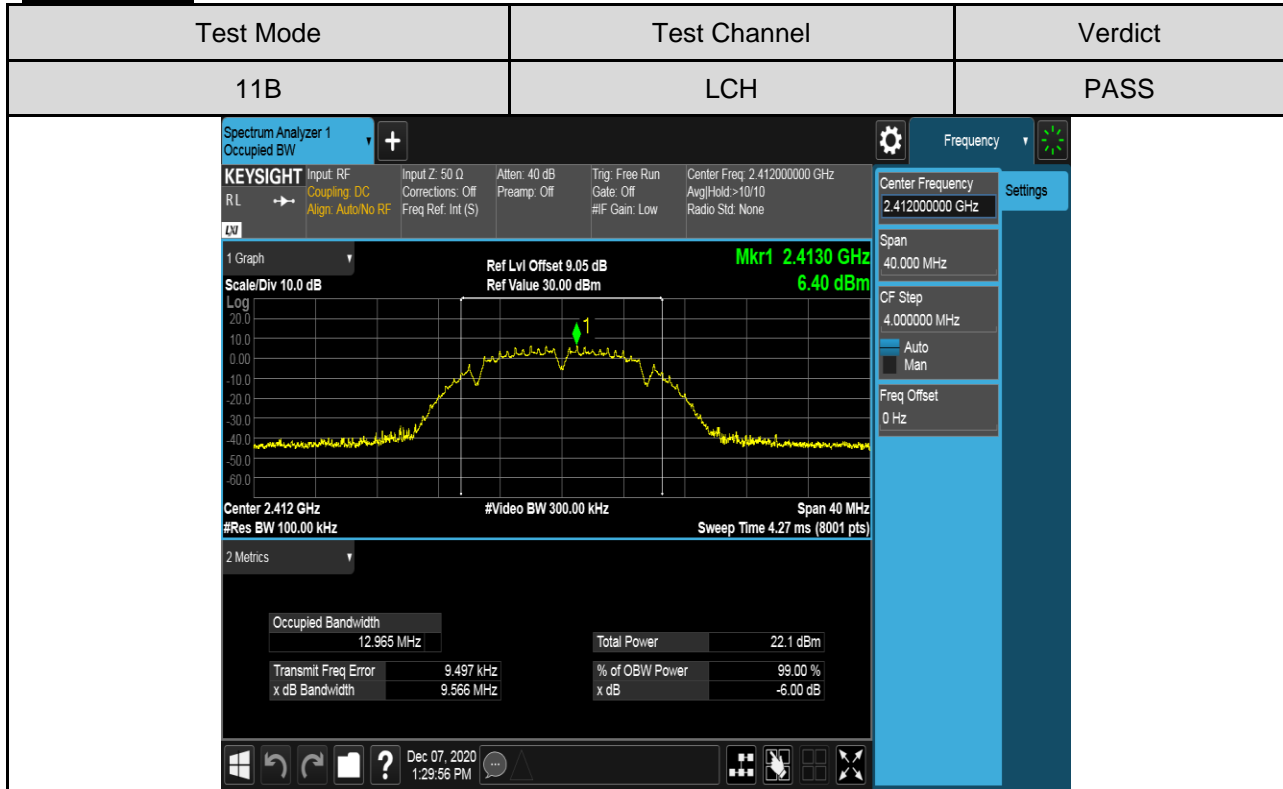 Test Mode Test Channel Verdict
11B LCH PASS
Spectrum Analyzer 1
Occupied BW
+
Frequency
KEYSIGHT
RL
LXI
Input: RF
Coupling: DC
Align: Auto/No RF
Input Z: 50 Ω
Corrections: Off
Freq Ref: Int (S)
Atten: 40 dB
Preamp: Off
Trig: Free Run
Gate: Off
#IF Gain: Low
Center Freq: 2.412000000 GHz
Avg|Hold:>10/10
Radio Std: None
Center Frequency
2.412000000 GHz
Settings
Span
40.000 MHz
CF Step
4.000000 MHz
Auto
Man
Freq Offset
0 Hz
1 Graph
Scale/Div 10.0 dB
Ref Lvl Offset 9.05 dB
Ref Value 30.00 dBm
Mkr1 2.4130 GHz
6.40 dBm
Log
20.0
10.0
0.00
-10.0
-20.0
-30.0
-40.0
-50.0
-60.0
1
Center 2.412 GHz
#Res BW 100.00 kHz
#Video BW 300.00 kHz
Span 40 MHz
Sweep Time 4.27 ms (8001 pts)
2 Metrics
Occupied Bandwidth
12.965 MHz
Transmit Freq Error 9.497 kHz
x dB Bandwidth 9.566 MHz
Total Power 22.1 dBm
% of OBW Power 99.00 %
x dB -6.00 dB
?
Dec 07, 2020
1:29:56 PM